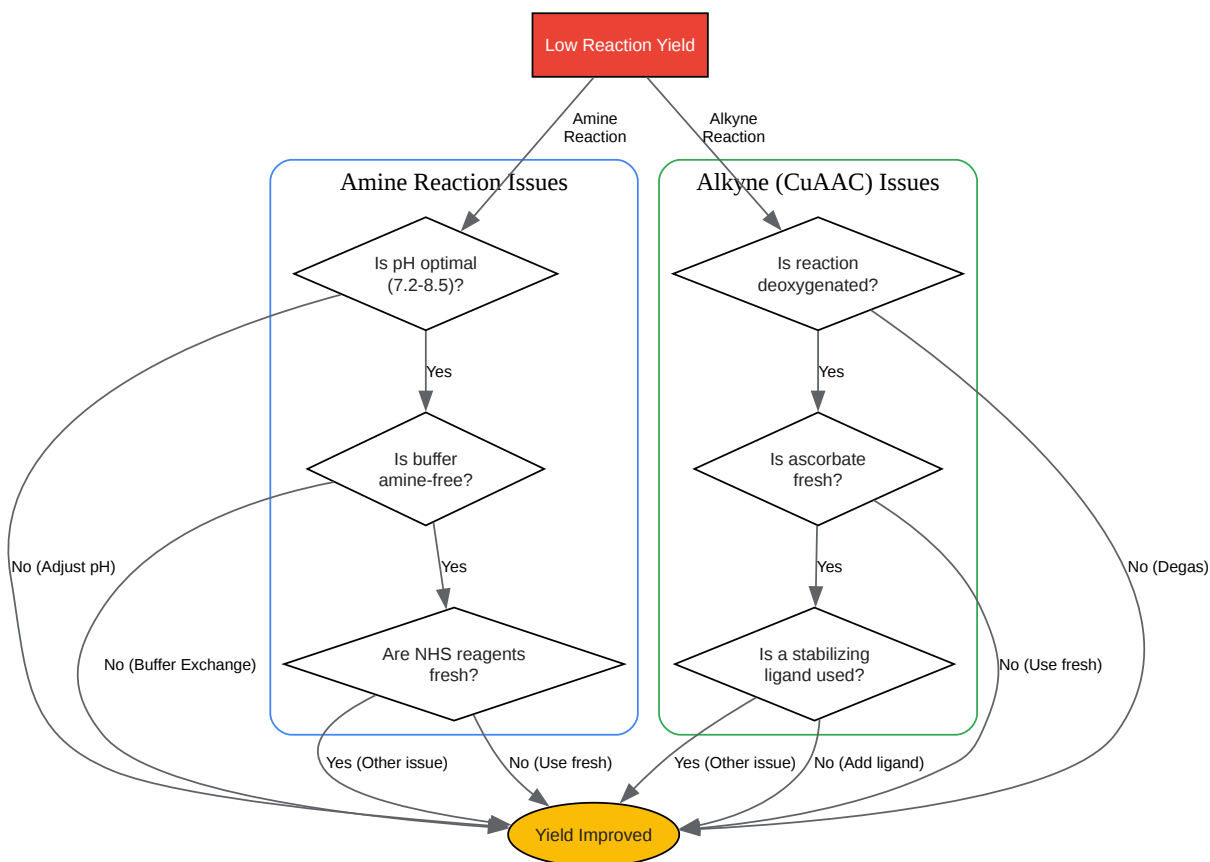 Low Reaction Yield
Amine
Reaction
Alkyne
Reaction
Amine Reaction Issues
Alkyne (CuAAC) Issues
Is pH optimal
(7.2-8.5)?
Is reaction
deoxygenated?
Yes
Yes
Is buffer
amine-free?
Is ascorbate
fresh?
No (Adjust pH)
Yes
Yes
No (Degas)
No (Buffer Exchange)
Are NHS reagents
fresh?
Is a stabilizing
ligand used?
No (Use fresh)
Yes (Other issue)
No (Use fresh)
Yes (Other issue)
No (Add ligand)
Yield Improved